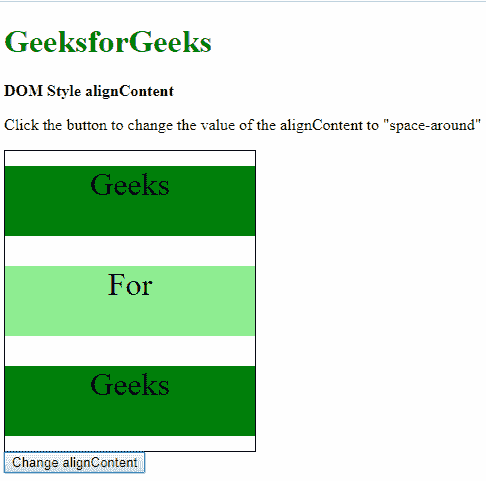 GeeksforGeeks
DOM Style alignContent
Click the button to change the value of the alignContent to "space-around"
Geeks
For
Geeks
Change alignContent